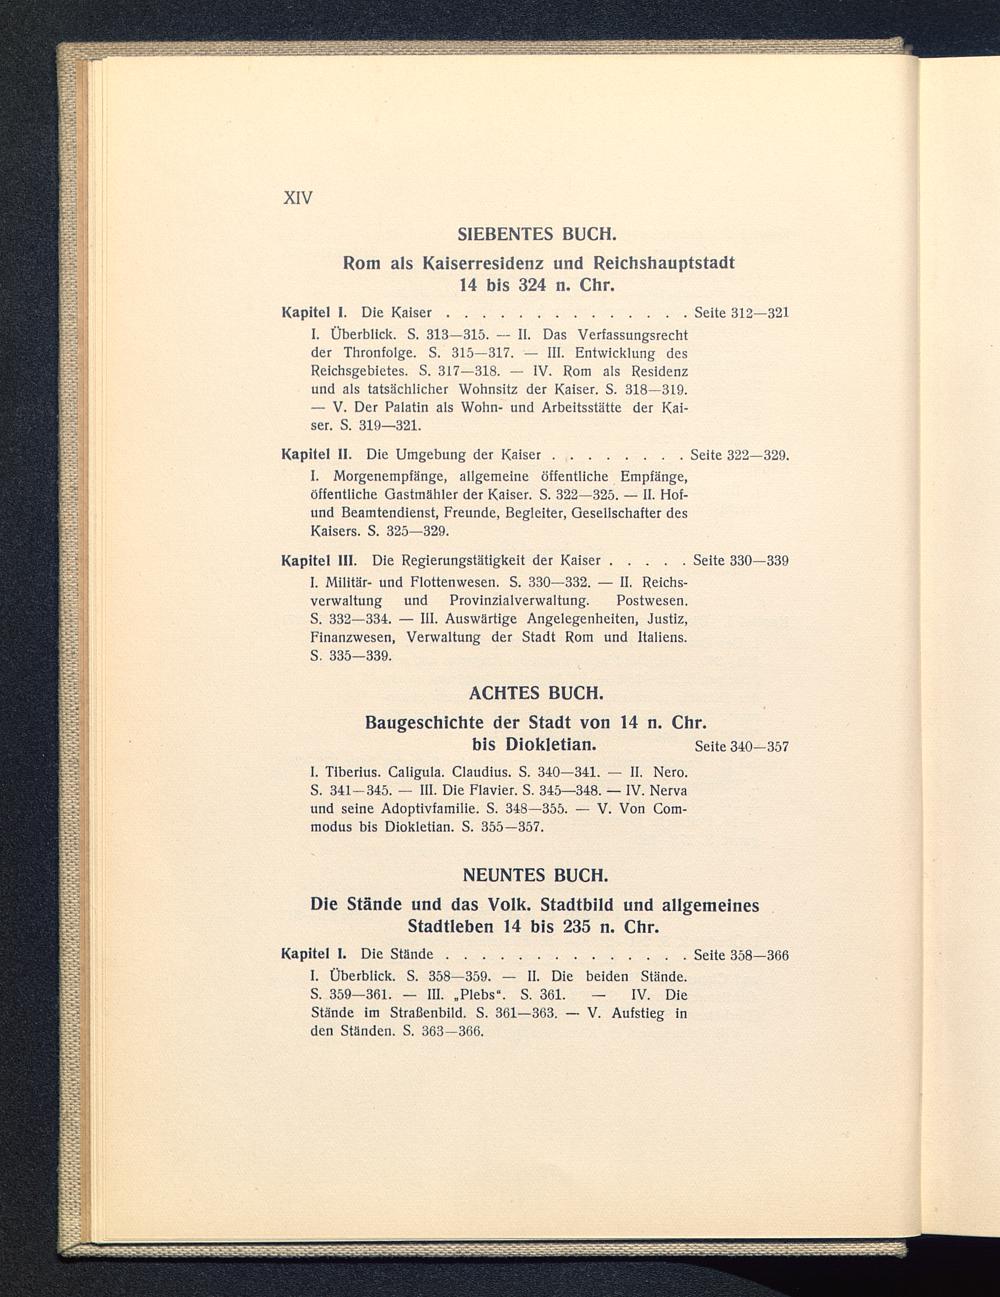 XIV
SIEBENTES BUCH.
Rom als Kaiserresidenz und Reichshauptstadt
14 bis 324 n. Chr.
Kapitel I. Die Kaiser . . . . . . . . . . . . . . Seite 312—321
I. Überblick. S. 313—315. — II. Das Verfassungsrecht
der Thronfolge. S. 315—317. — III. Entwicklung des
Reichsgebietes. S. 317—318. — IV. Rom als Residenz
und als tatsächlicher Wohnsitz der Kaiser. S. 318—319.
— V. Der Palatin als Wohn- und Arbeitsstätte der Kai-
ser. S. 319—321.
Kapitel II. Die Umgebung der Kaiser . . . . . . . . Seite 322—329.
I. Morgenempfänge, allgemeine öffentliche Empfänge,
öffentliche Gastmähler der Kaiser. S. 322—325. — II. Hof-
und Beamtendienst, Freunde, Begleiter, Gesellschafter des
Kaisers. S. 325—329.
Kapitel III. Die Regierungstätigkeit der Kaiser . . . . . Seite 330—339
I. Militär- und Flottenwesen. S. 330—332. — II. Reichs-
verwaltung und Provinzialverwaltung. Postwesen.
S. 332—334. — III. Auswärtige Angelegenheiten, Justiz,
Finanzwesen, Verwaltung der Stadt Rom und Italiens.
S. 335—339.
ACHTES BUCH.
Baugeschichte der Stadt von 14 n. Chr.
bis Diokletian. Seite 340—357
I. Tiberius. Caligula. Claudius. S. 340—341. — II. Nero.
S. 341—345. — III. Die Flavier. S. 345—348. — IV. Nerva
und seine Adoptivfamilie. S. 348—355. — V. Von Com-
modus bis Diokletian. S. 355—357.
NEUNTES BUCH.
Die Stände und das Volk. Stadtbild und allgemeines
Stadtleben 14 bis 235 n. Chr.
Kapitel I. Die Stände . . . . . . . . . . . . . . Seite 358—366
I. Überblick. S. 358—359. — II. Die beiden Stände.
S. 359—361. — III. „Plebs“. S. 361. — IV. Die
Stände im Straßenbild. S. 361—363. — V. Aufstieg in
den Ständen. S. 363—366.